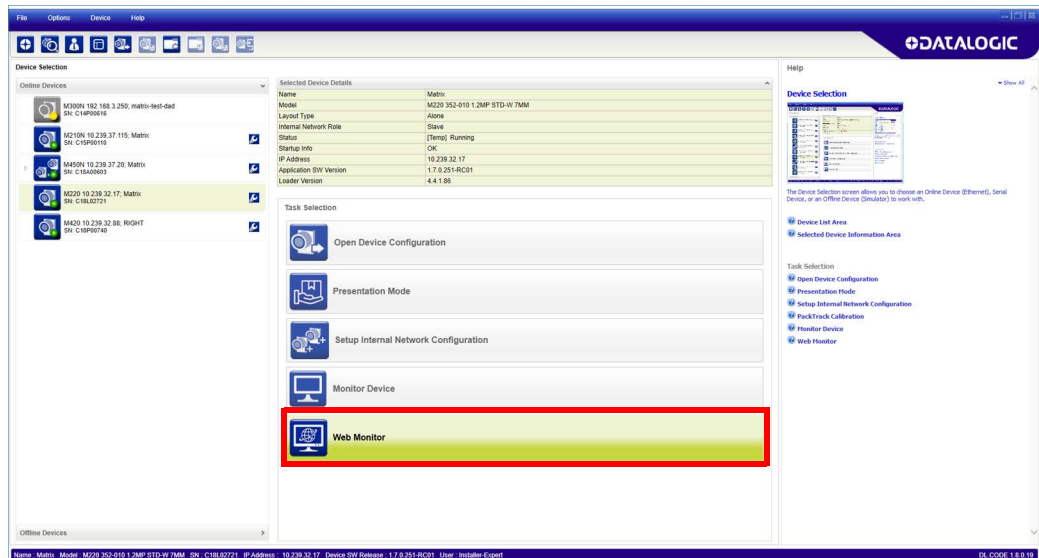 File Options Device Help
DATALOGIC
Device Selection
Online Devices
M300N 192.168.3.250; matrix-test-dad
SN: C14P00616
M210N 10.239.37.115; Matrix
SN: C15P00110
M450N 10.239.37.20; Matrix
SN: C18A00603
M220 10.239.32.17; Matrix
SN: C18L02721
M420 10.239.32.88; RIGHT
SN: C16P00740
Offline Devices
Selected Device Details
Name Matrix
Model M220 352-010 1.2MP STD-W 7MM
Layout Type Alone
Internal Network Role Slave
Status [Temp] Running
Startup Info OK
IP Address 10.239.32.17
Application SW Version 1.7.0.251-RC01
Loader Version 4.4.1.86
Task Selection
Open Device Configuration
Presentation Mode
Setup Internal Network Configuration
Monitor Device
Web Monitor
Help
Show All
Device Selection
The Device Selection screen allows you to choose an Online Device (Ethernet), Serial
Device, or an Offline Device (Simulator) to work with.
Device List Area
Selected Device Information Area
Task Selection
Open Device Configuration
Presentation Mode
Setup Internal Network Configuration
PackTrack Calibration
Monitor Device
Web Monitor
Name : Matrix Model : M220 352-010 1.2MP STD-W 7MM SN : C18L02721 IP Address : 10.239.32.17 Device SW Release : 1.7.0.251-RC01 User : Installer-Expert DL.CODE 1.8.0.19